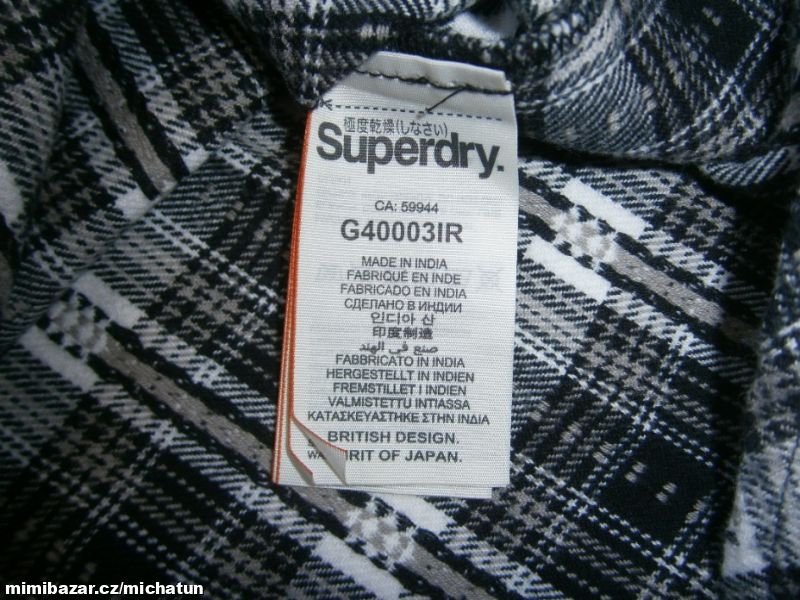 極度乾燥(しなさい)
Superdry.
CA: 59944
G40003IR
MADE IN INDIA
FABRIQUÉ EN INDE
FABRICADO EN INDIA
СДЕЛАНО В ИНДИИ
인디아 산
印度制造
صنع في الهند
FABBRICATO IN INDIA
HERGESTELLT IN INDIEN
FREMSTILLET I INDIEN
VALMISTETTU INTIASSA
ΚΑΤΑΣΚΕΥΑΣΤΗΚΕ ΣΤΗΝ ΙΝΔΙΑ
BRITISH DESIGN.
OF JAPAN.
mimibazar.cz/michatun